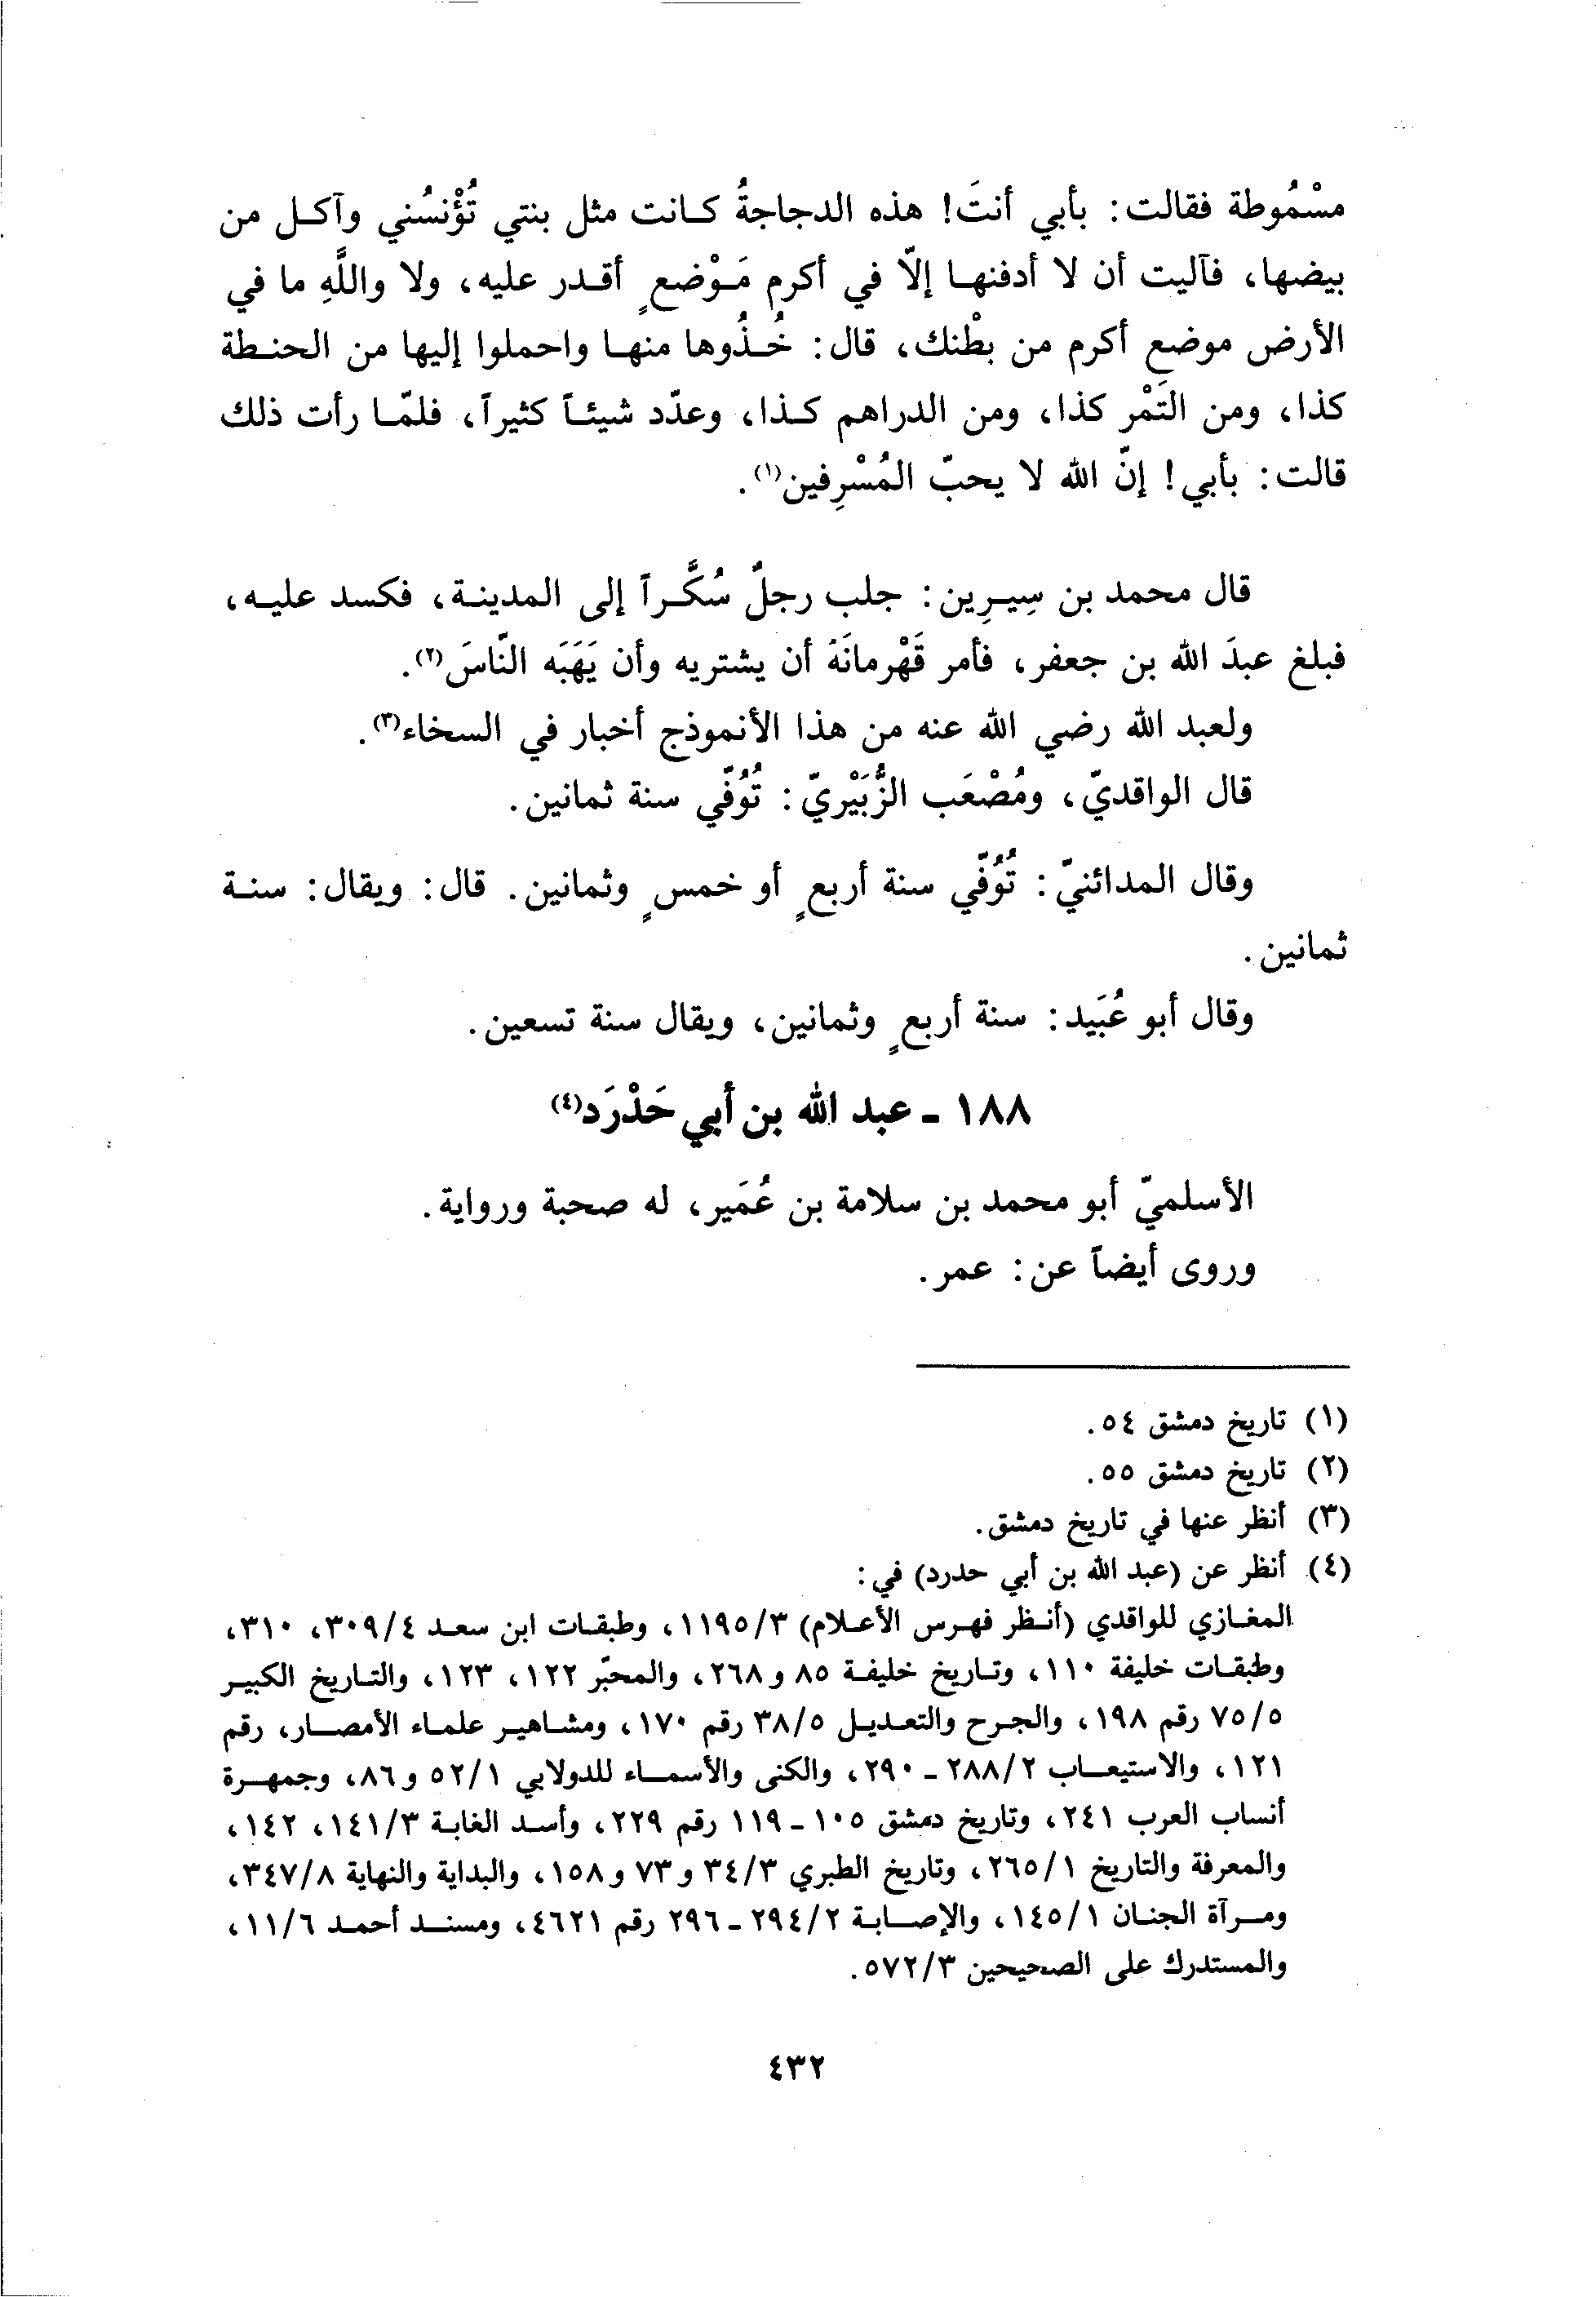 مسْمُوطة فقالت: بأبي أنتَ! هذه الدجاجةُ كانت مثل بنتي تُؤْنسُني وآكل من
بيضها، فآليت أن لا أدفنها إلاّ في أكرم مَوْضعٍ أقدر عليه، ولا واللَّهِ ما في
الأرض موضع أكرم من بطْنك، قال: خُذُوها منها واحملوا إليها من الحنطة
كذا، ومن التَمْر كذا، ومن الدراهم كذا، وعدّد شيئاً كثيراً، فلمّا رأت ذلك
قالت: بأبي! إنّ الله لا يحبّ المُسْرِفين(١).
قال محمد بن سِيرِين: جلب رجلٌ سُكَّراً إلى المدينة، فكسد عليه،
فبلغ عبدَ الله بن جعفر، فأمر قَهْرمانَهُ أن يشتريه وأن يَهَبَه النّاسَ(٢).
ولعبد الله رضي الله عنه من هذا الأنموذج أخبار في السخاء(٣).
قال الواقديّ، ومُصْعَب الزُّبَيْريّ: تُوُفّي سنة ثمانين.
وقال المدائنيّ: تُوُفّي سنة أربعٍ أو خمسٍ وثمانين. قال: ويقال: سنة
ثمانين.
وقال أبو عُبَيد: سنة أربعٍ وثمانين، ويقال سنة تسعين.
١٨٨ - عبد الله بن أبي حَدْرَد(٤)
الأسلميّ أبو محمد بن سلامة بن عُمَير، له صحبة ورواية.
وروى أيضاً عن: عمر.
(١) تاريخ دمشق ٥٤.
(٢) تاريخ دمشق ٥٥.
(٣) أنظر عنها في تاريخ دمشق.
(٤) أنظر عن (عبد الله بن أبي حدرد) في:
المغازي للواقدي (أنظر فهرس الأعلام) ١١٩٥/٣، وطبقات ابن سعد ٣٠٩/٤، ٣١٠،
وطبقات خليفة ١١٠، وتاريخ خليفة ٨٥ و٢٦٨، والمحبّر ١٢٢، ١٢٣، والتاريخ الكبير
٧٥/٥ رقم ١٩٨، والجرح والتعديل ٣٨/٥ رقم ١٧٠، ومشاهير علماء الأمصار، رقم
١٢١، والاستيعاب ٢٨٨/٢ - ٢٩٠، والكنى والأسماء للدولابي ٥٢/١ و٨٦، وجمهرة
أنساب العرب ٢٤١، وتاريخ دمشق ١٠٥ - ١١٩ رقم ٢٢٩، وأسد الغابة ١٤١/٣، ١٤٢،
والمعرفة والتاريخ ٢٦٥/١، وتاريخ الطبري ٣٤/٣ و٧٣ و١٥٨، والبداية والنهاية ٣٤٧/٨،
ومرآة الجنان ١٤٥/١، والإصابة ٢٩٤/٢ - ٢٩٦ رقم ٤٦٢١، ومسند أحمد ١١/٦،
والمستدرك على الصحيحين ٥٧٢/٣.
٤٣٢